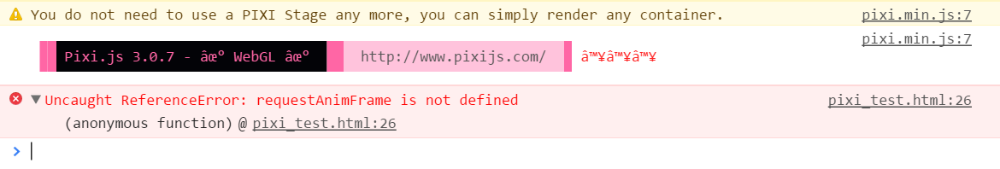 You do not need to use a PIXI Stage any more, you can simply render any container. pixi.min.js:7
pixi.min.js:7
Pixi.js 3.0.7 - âœ° WebGL âœ° http://www.pixijs.com/ â™¥â™¥â™¥
Uncaught ReferenceError: requestAnimFrame is not defined pixi_test.html:26
(anonymous function) @ pixi_test.html:26